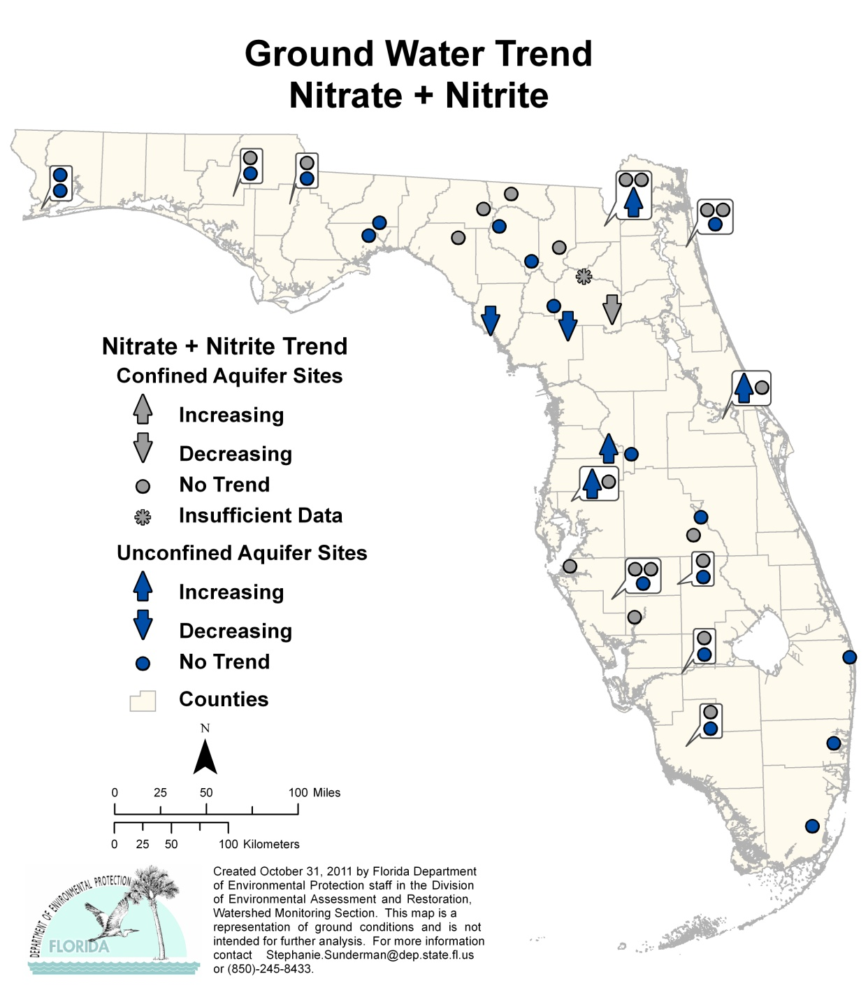 Ground Water Trend
Nitrate + Nitrite
Nitrate + Nitrite Trend
Confined Aquifer Sites
Increasing
Decreasing
No Trend
Insufficient Data
Unconfined Aquifer Sites
Increasing
Decreasing
No Trend
Counties
N
0 25 50 100 Miles
0 25 50 100 Kilometers
DEPARTMENT OF ENVIRONMENTAL PROTECTION
FLORIDA
Created October 31, 2011 by Florida Department
of Environmental Protection staff in the Division
of Environmental Assessment and Restoration,
Watershed Monitoring Section. This map is a
representation of ground conditions and is not
intended for further analysis. For more information
contact Stephanie.Sunderman@dep.state.fl.us
or (850)-245-8433.